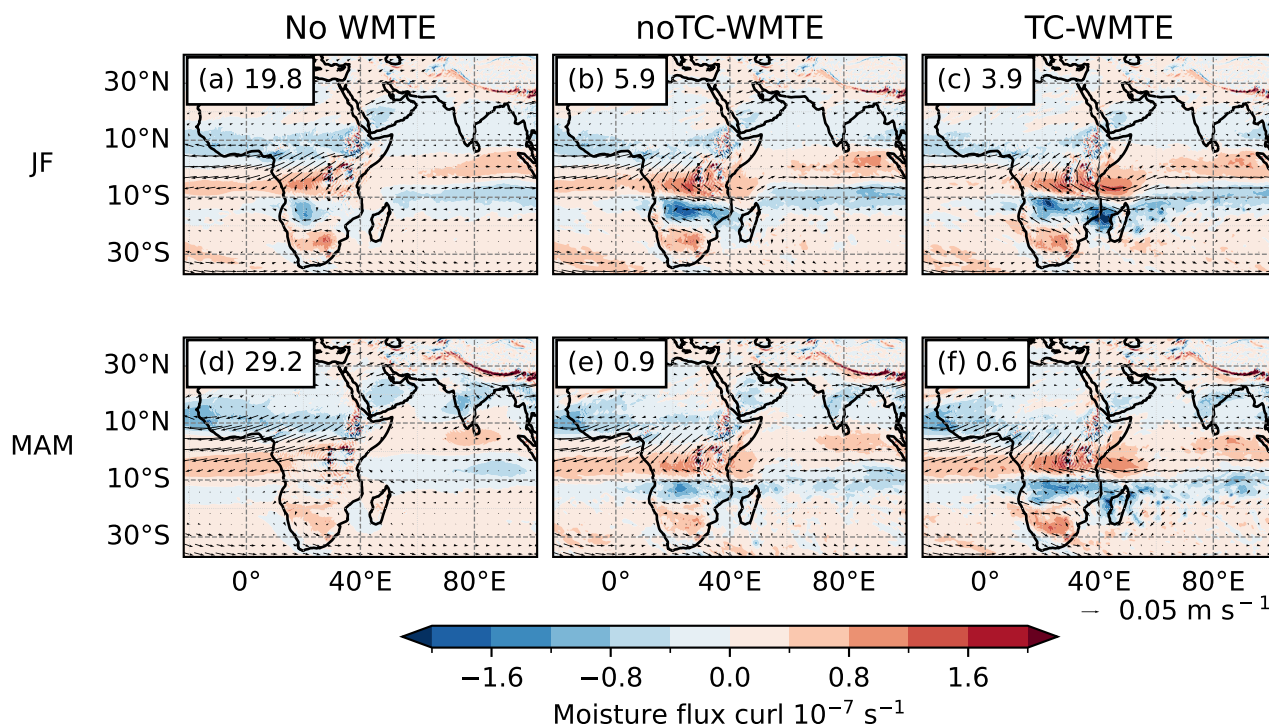 No WMTE noTC-WMTE TC-WMTE
30°N (a) 19.8 (b) 5.9 (c) 3.9
10°N
JF
10°S
30°S
30°N (d) 29.2 (e) 0.9 (f) 0.6
10°N
MAM
10°S
30°S
0° 40°E 80°E 0° 40°E 80°E 0° 40°E 80°E
0.05 m s⁻¹
−1.6 −0.8 0.0 0.8 1.6
Moisture flux curl 10⁻⁷ s⁻¹